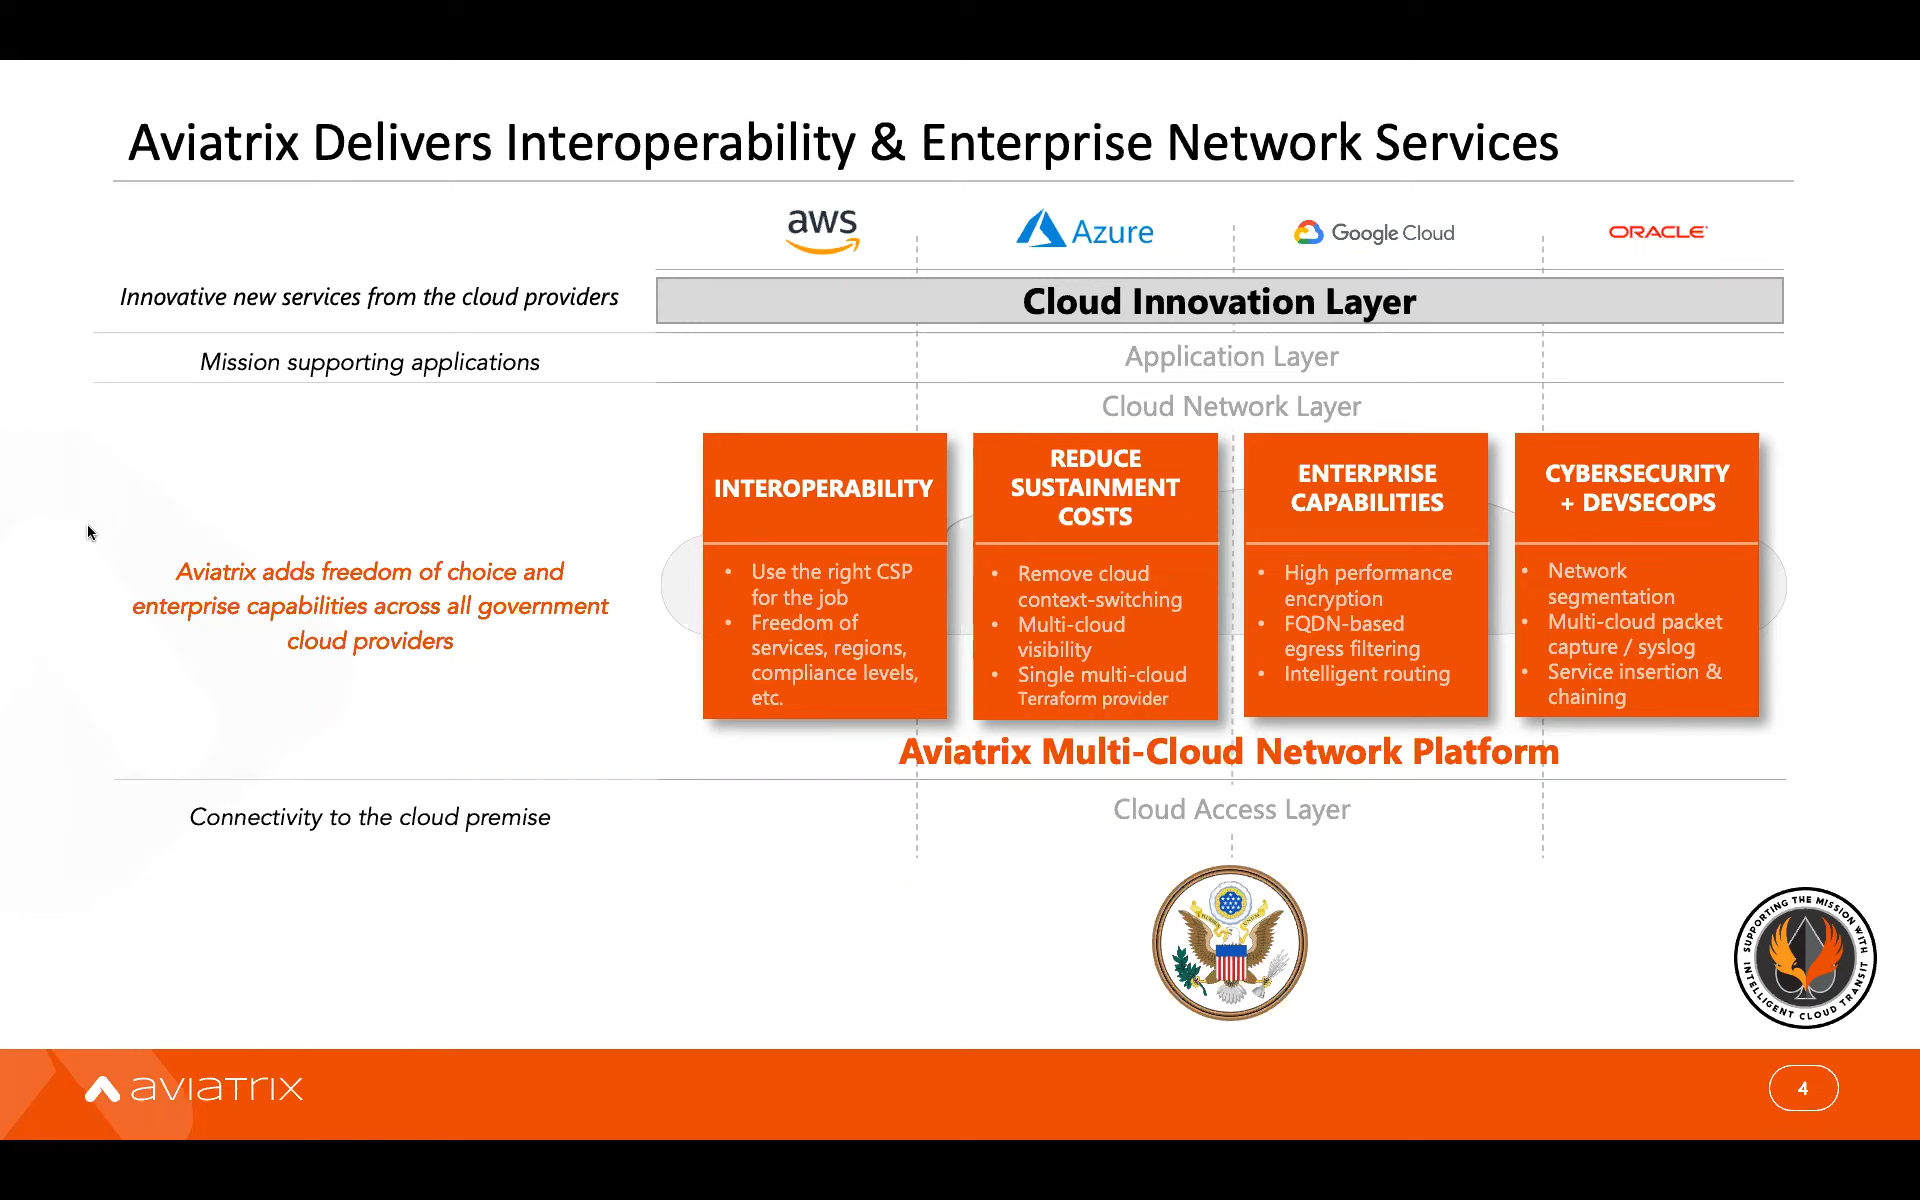 Aviatrix Delivers Interoperability & Enterprise Network Services
aws
Azure
Google Cloud
ORACLE
Innovative new services from the cloud providers
Cloud Innovation Layer
Mission supporting applications
Application Layer
Cloud Network Layer
INTEROPERABILITY
• Use the right CSP
for the job
• Freedom of
services, regions,
compliance levels,
etc.
REDUCE
SUSTAINMENT
COSTS
• Remove cloud
context-switching
• Multi-cloud
visibility
• Single multi-cloud
Terraform provider
ENTERPRISE
CAPABILITIES
• High performance
encryption
• FQDN-based
egress filtering
• Intelligent routing
CYBERSECURITY
+ DEVSECOPS
• Network
segmentation
• Multi-cloud packet
capture / syslog
• Service insertion &
chaining
Aviatrix adds freedom of choice and
enterprise capabilities across all government
cloud providers
Aviatrix Multi-Cloud Network Platform
Connectivity to the cloud premise
Cloud Access Layer
SUPPORTING THE MISSION WITH
INTELLIGENT CLOUD TRANSIT
aviatrix
4